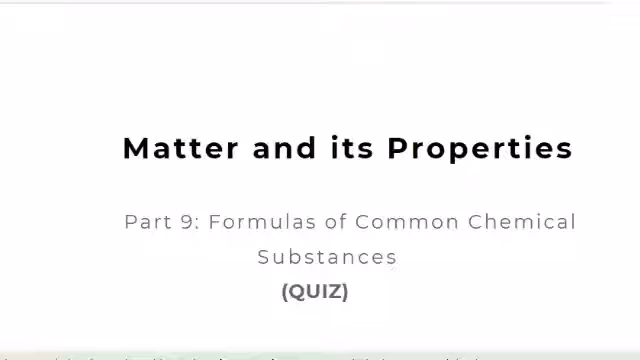 Matter and its Properties
Part 9: Formulas of Common Chemical
Substances
(QUIZ)